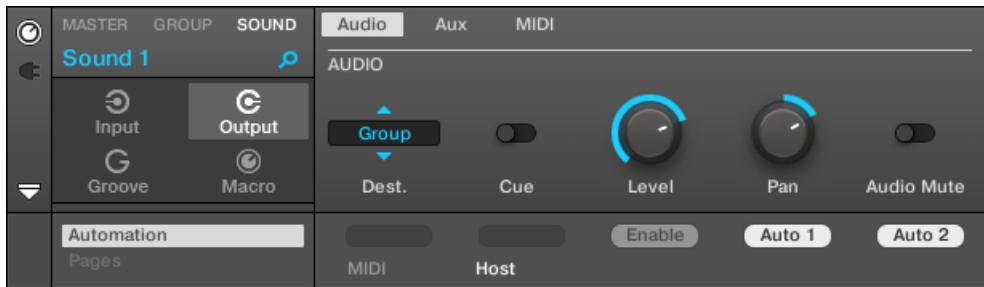 MASTER GROUP SOUND
Sound 1
Input Output
Groove Macro
Audio Aux MIDI
AUDIO
Group
Dest. Cue Level Pan Audio Mute
Automation
Pages
Enable Auto 1 Auto 2
MIDI Host